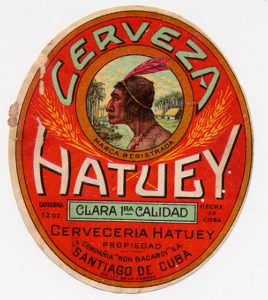 CERVEZA
MARCA REGISTRADA
HATUEY
CAPACIDAD:
12 oz.
CLARA 1RA CALIDAD
HECHA
EN
CUBA
CERVECERIA HATUEY
PROPIEDAD
COMPAÑIA "RON BACARDI" S.A.
SANTIAGO DE CUBA